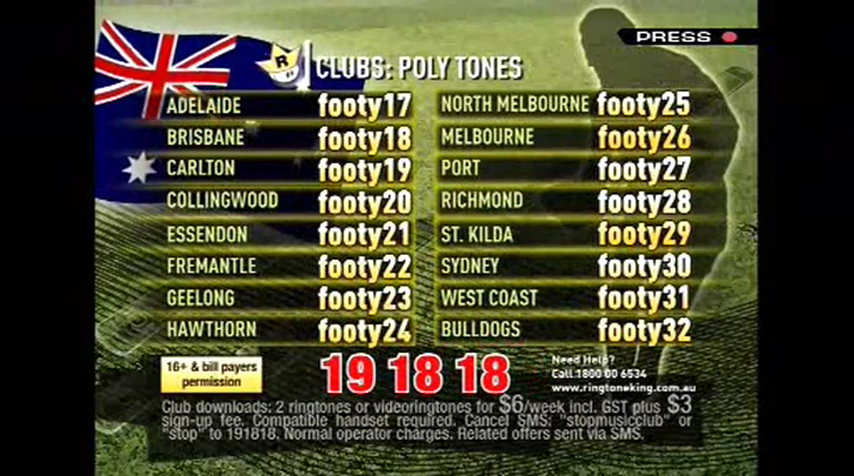 PRESS
R
CLUBS: POLY TONES
ADELAIDE footy17 NORTH MELBOURNE footy25
BRISBANE footy18 MELBOURNE footy26
CARLTON footy19 PORT footy27
COLLINGWOOD footy20 RICHMOND footy28
ESSENDON footy21 ST. KILDA footy29
FREMANTLE footy22 SYDNEY footy30
GEELONG footy23 WEST COAST footy31
HAWTHORN footy24 BULLDOGS footy32
16+ & bill payers
permission
19 18 18
Need Help?
Call 1800 00 6534
www.ringtoneking.com.au
Club downloads: 2 ringtones or videoringtones for $6/week incl. GST plus $3
sign-up fee. Compatible handset required. Cancel SMS: "stopmusicclub" or
"stop" to 191818. Normal operator charges. Related offers sent via SMS.